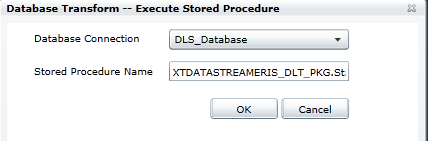 Database Transform -- Execute Stored Procedure
Database Connection DLS_Database
Stored Procedure Name XTDATASTREAMERIS_DLT_PKG.St
OK Cancel